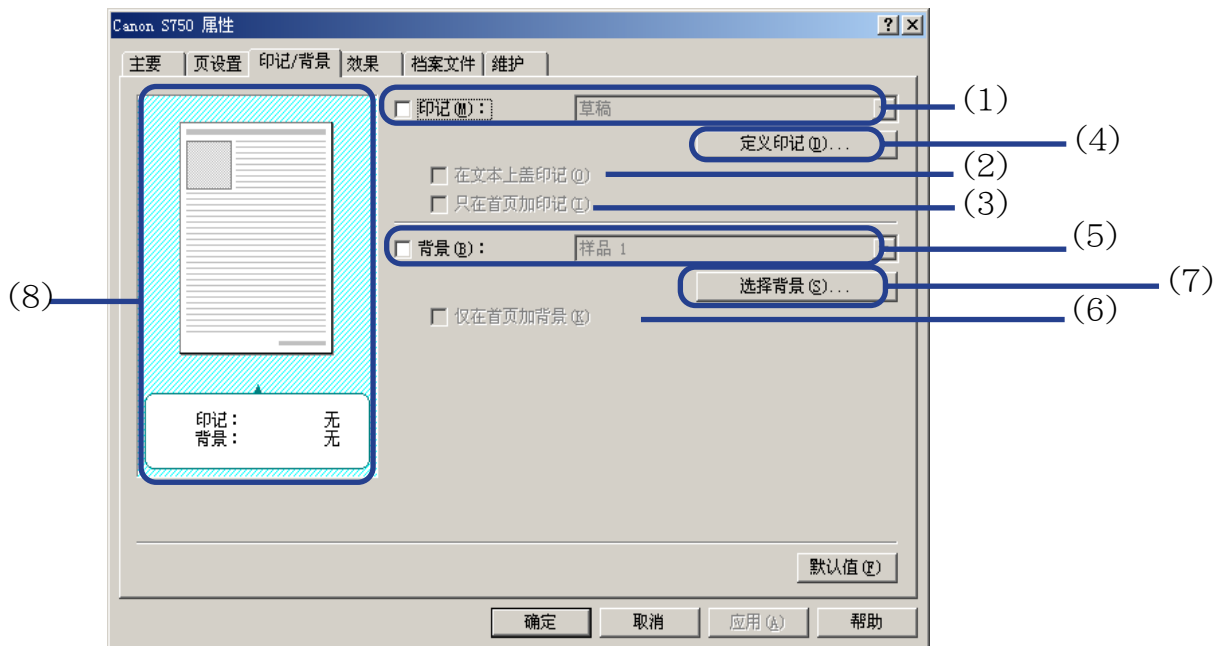 Canon S750 属性
主要 页设置 印记/背景 效果 档案文件 维护
印记(M): 草稿 (1)
定义印记(D)... (4)
在文本上盖印记(O) (2)
只在首页加印记(I) (3)
背景(B): 样品 1 (5)
选择背景(S)... (7)
(8)
仅在首页加背景(K) (6)
印记: 无
背景: 无
默认值(F)
确定 取消 应用(A) 帮助